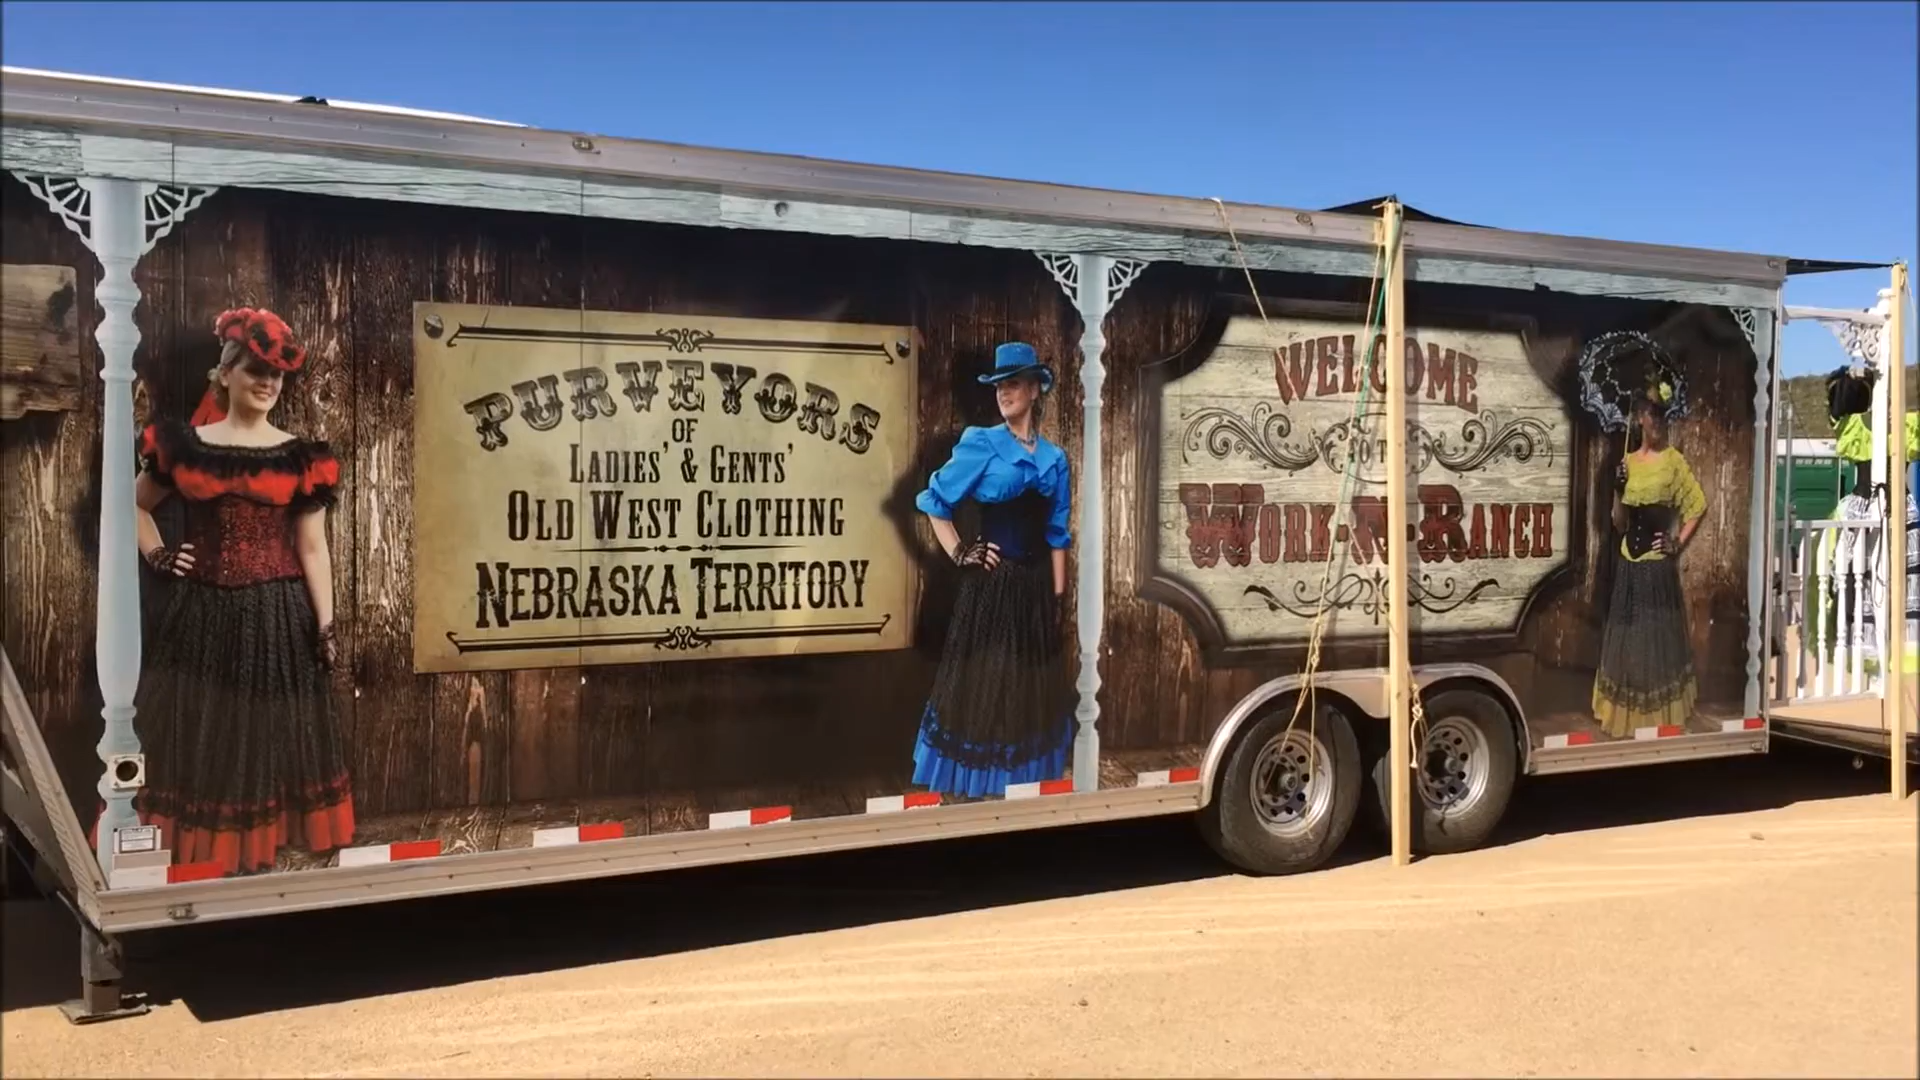 PURVEYORS
OF
LADIES' & GENTS'
OLD WEST CLOTHING
NEBRASKA TERRITORY
WELCOME
TO THE
WORK-N-RANCH